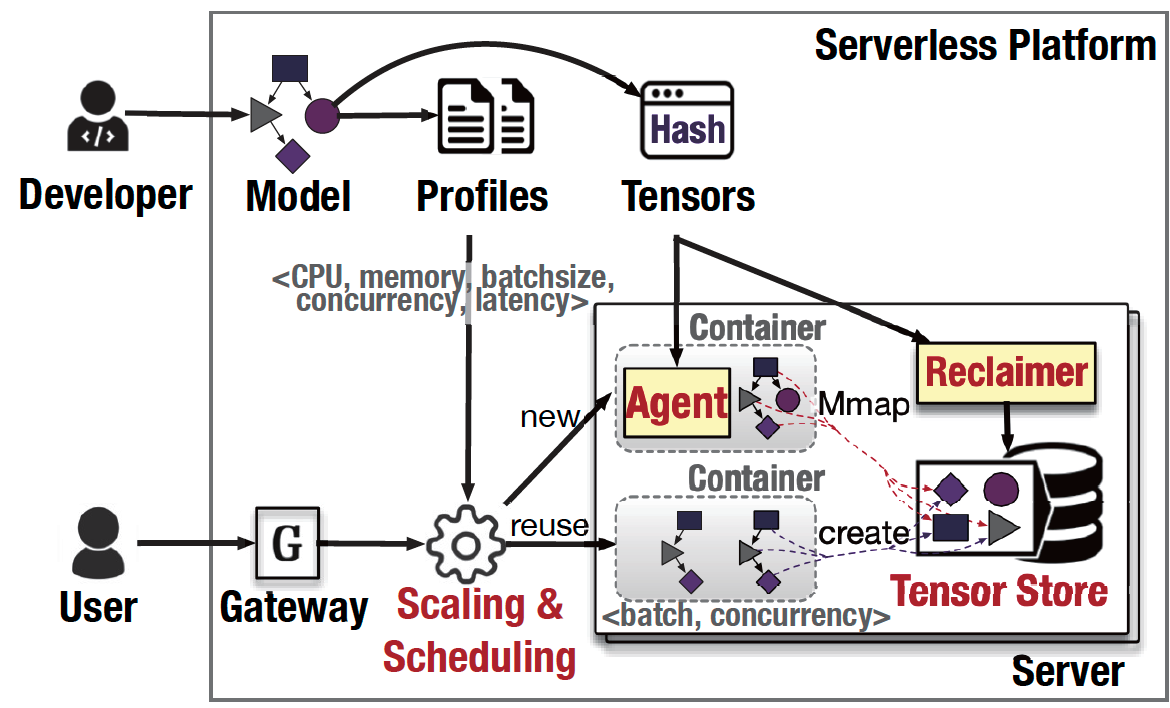 Serverless Platform
</>
Hash
Developer
Model
Profiles
Tensors
<CPU, memory, batchsize,
concurrency, latency>
Container
Reclaimer
Agent
Mmap
new
Container
reuse
create
G
User
Gateway
Scaling &
Scheduling
Tensor Store
<batch, concurrency>
Server